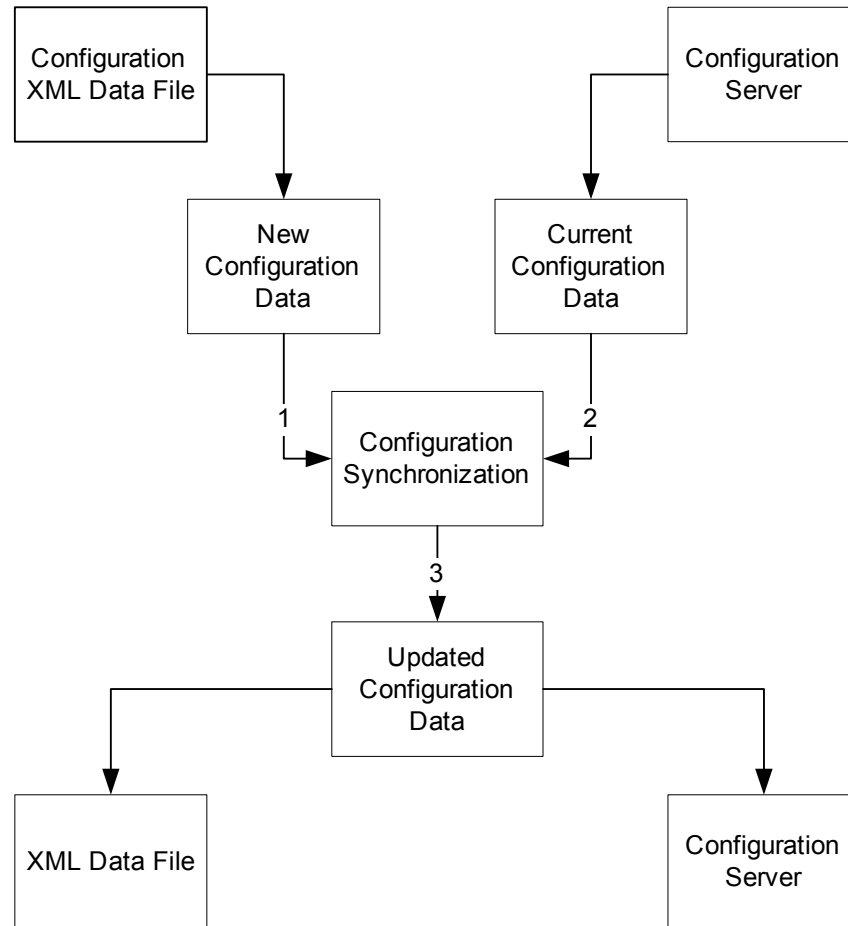 Configuration
XML Data File
Configuration
Server
New
Configuration
Data
Current
Configuration
Data
1
2
Configuration
Synchronization
3
Updated
Configuration
Data
XML Data File
Configuration
Server